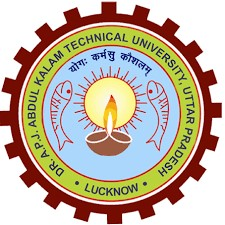 DR. A.P.J. ABDUL KALAM TECHNICAL UNIVERSITY, UTTAR PRADESH
योगः कर्मसु कौशलम्
• LUCKNOW •